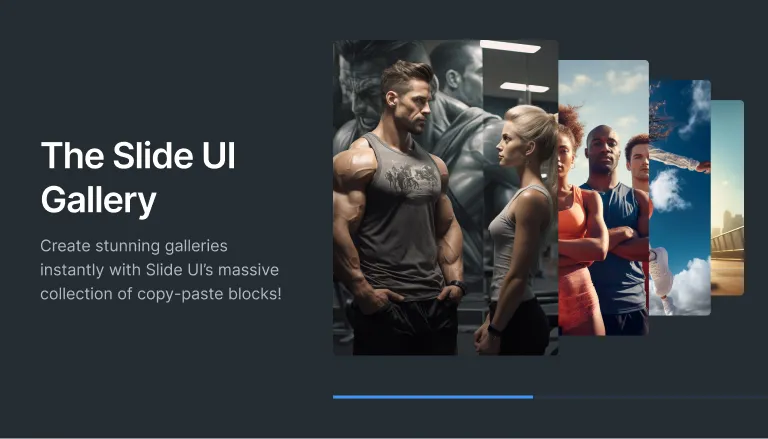 The Slide UI
Gallery
Create stunning galleries
instantly with Slide UI's massive
collection of copy-paste blocks!